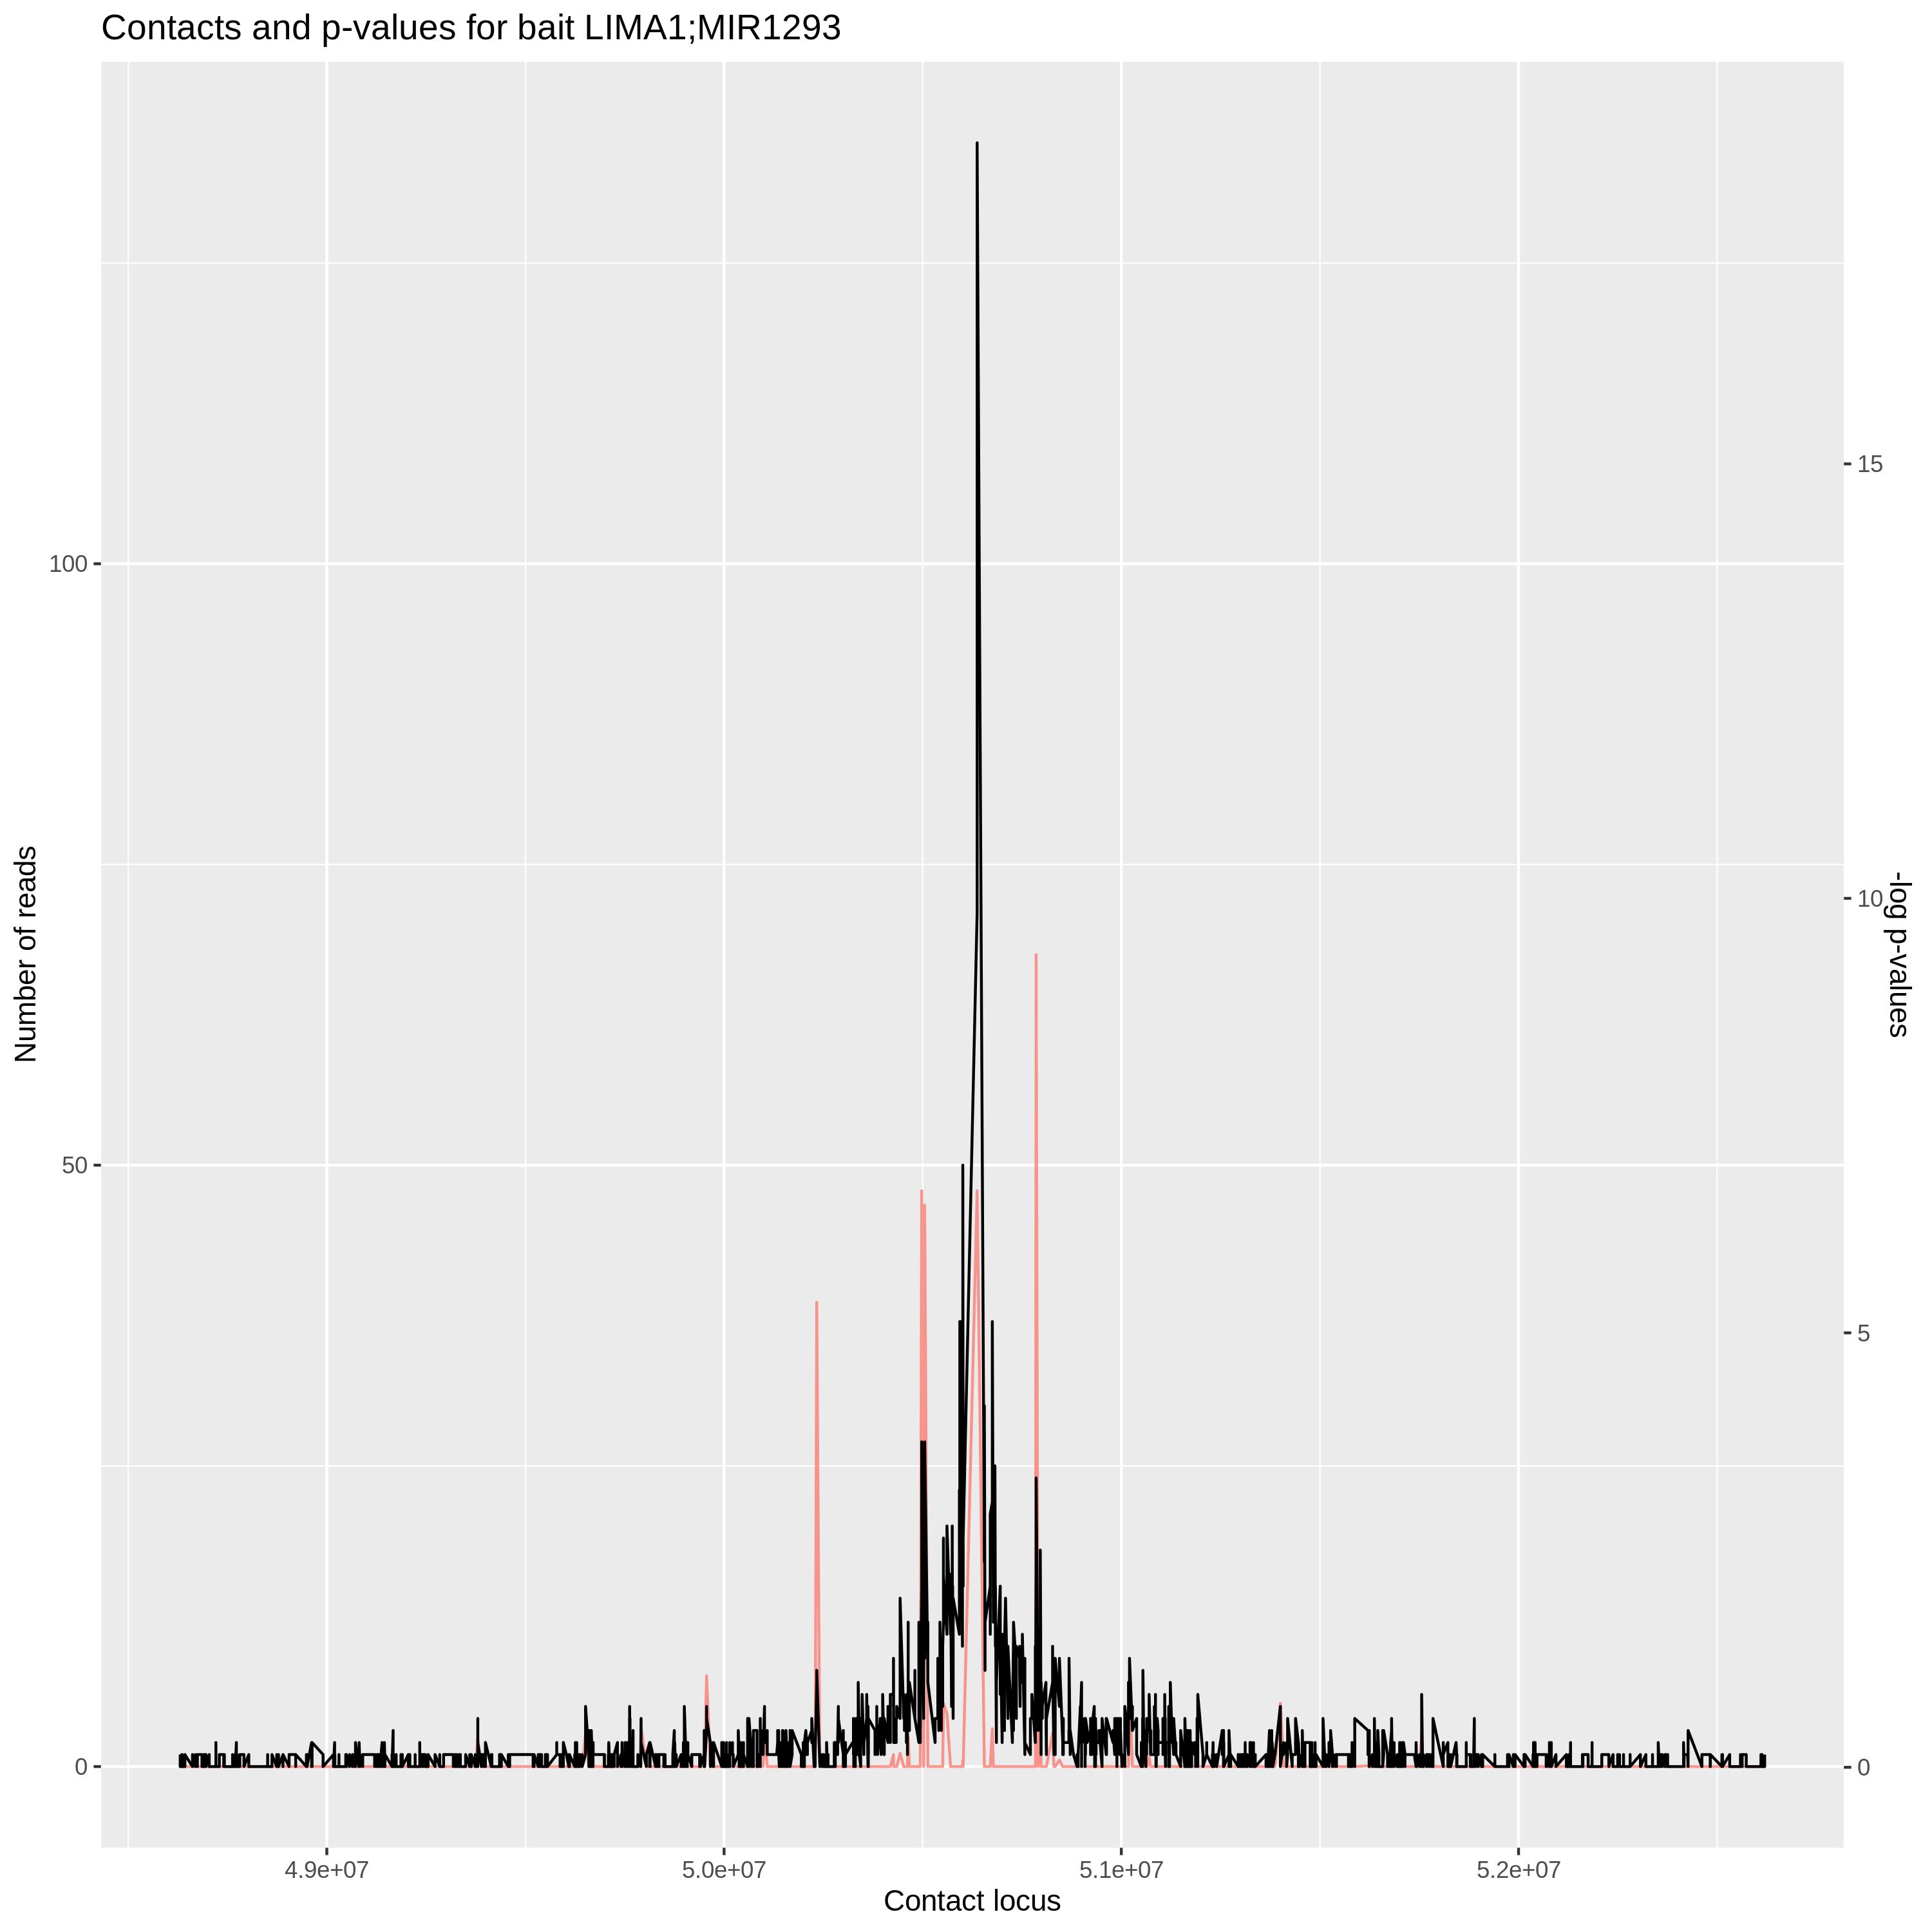 Contacts and p-values for bait LIMA1;MIR1293
Number of reads
100
50
0
15
10
5
0
-log p-values
4.9e+07
5.0e+07
5.1e+07
5.2e+07
Contact locus